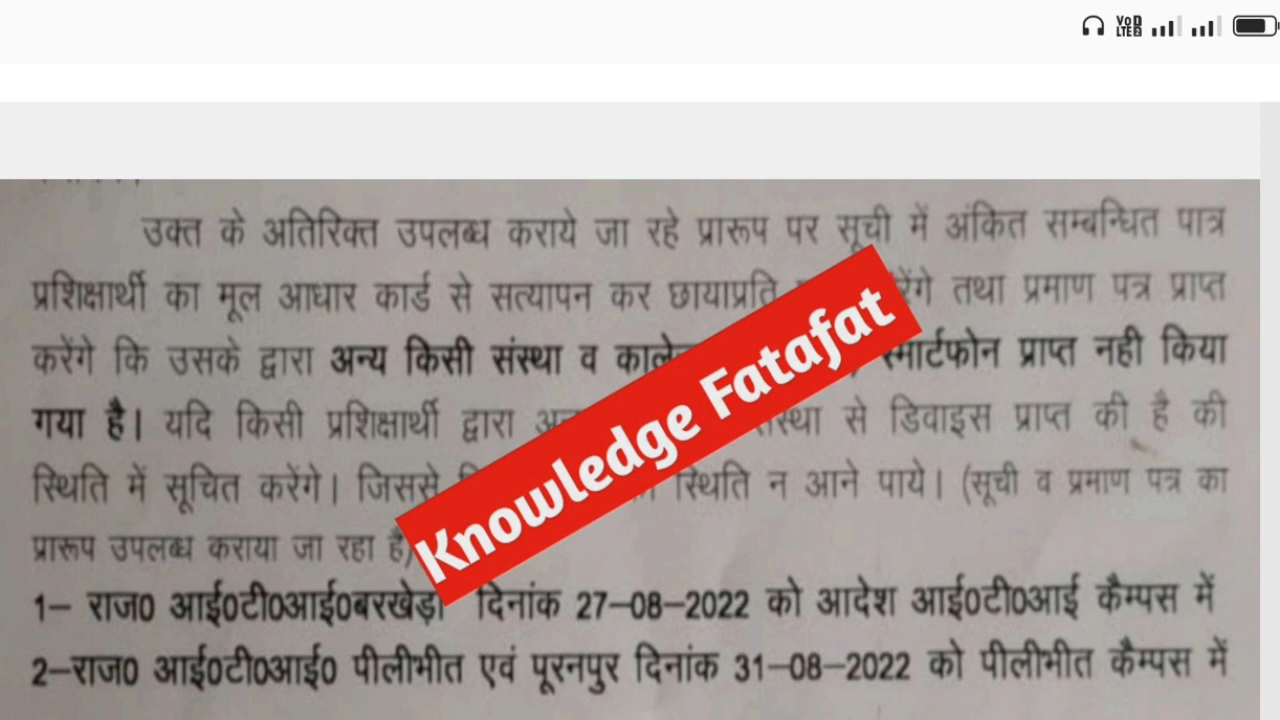 VoD LTE2
उक्त के अतिरिक्त उपलब्ध कराये जा रहे प्रारूप पर सूची में अंकित सम्बन्धित पात्र
प्रशिक्षार्थी का मूल आधार कार्ड से सत्यापन कर छायाप्रति तथा प्रमाण पत्र प्राप्त
करेंगे कि उसके द्वारा अन्य किसी संस्था व स्मार्टफोन प्राप्त नही किया
गया है। यदि किसी प्रशिक्षार्थी द्वारा से डिवाइस प्राप्त की है की
स्थिति में सूचित करेंगे। जिससे स्थिति न आने पाये। (सूची व प्रमाण पत्र का
प्रारूप उपलब्ध कराया जा रहा है)
Knowledge Fatafat
1– राज0 आई0टी0आई0बरखेड़ा दिनांक 27–08–2022 को आदेश आई0टी0आई कैम्पस में
2–राज0 आई0टी0आई0 पीलीभीत एवं पूरनपुर दिनांक 31–08–2022 को पीलीभीत कैम्पस में